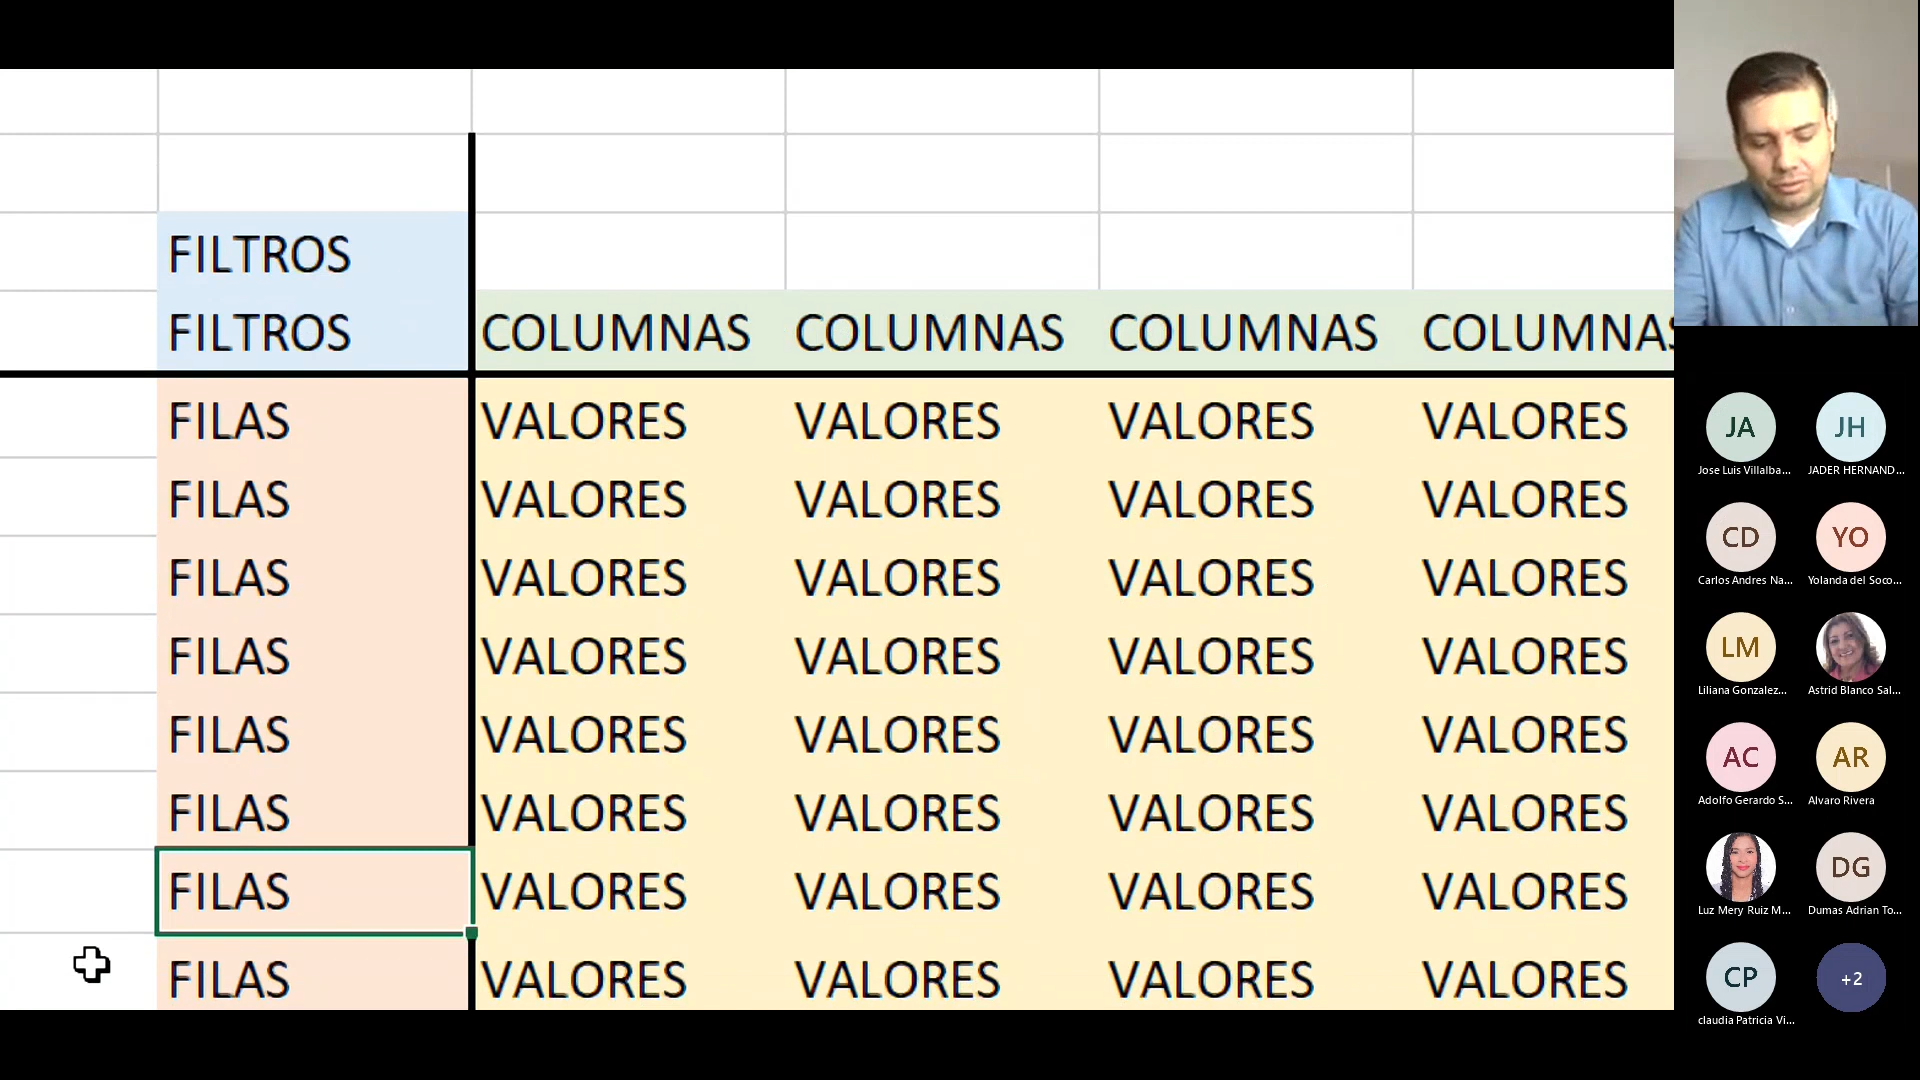 FILTROS
FILTROS COLUMNAS COLUMNAS COLUMNAS COLUMNAS
FILAS VALORES VALORES VALORES VALORES
FILAS VALORES VALORES VALORES VALORES
FILAS VALORES VALORES VALORES VALORES
FILAS VALORES VALORES VALORES VALORES
FILAS VALORES VALORES VALORES VALORES
FILAS VALORES VALORES VALORES VALORES
FILAS VALORES VALORES VALORES VALORES
FILAS VALORES VALORES VALORES VALORES
JA JH
Jose Luis Villalba... JADER HERNAND...
CD YO
Carlos Andres Na... Yolanda del Soco...
LM
Liliana Gonzalez... Astrid Blanco Sal...
AC AR
Adolfo Gerardo S... Alvaro Rivera
DG
Luz Mery Ruiz M... Dumas Adrian To...
CP +2
claudia Patricia Vi...